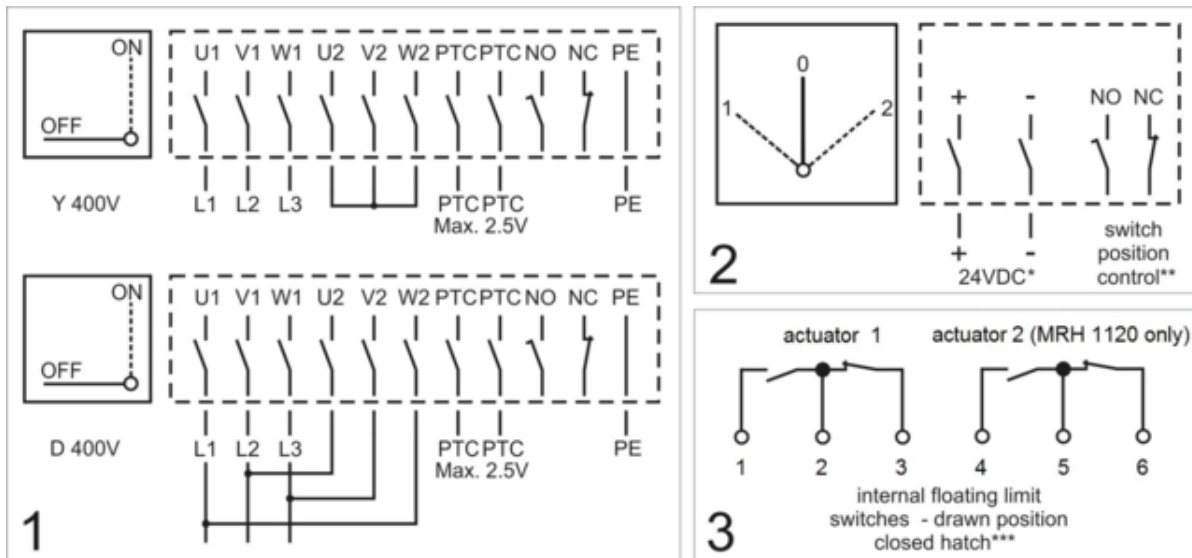 ON
U1 V1 W1 U2 V2 W2 PTC PTC NO NC PE
OFF
Y 400V
L1 L2 L3 PTC PTC PE
Max. 2.5V
ON
U1 V1 W1 U2 V2 W2 PTC PTC NO NC PE
OFF
D 400V
L1 L2 L3 PTC PTC PE
Max. 2.5V
1
0
1 2
+ - NO NC
+ -
24VDC*
switch
position
control**
2
actuator 1
actuator 2 (MRH 1120 only)
1 2 3 4 5 6
internal floating limit
switches - drawn position
closed hatch***
3